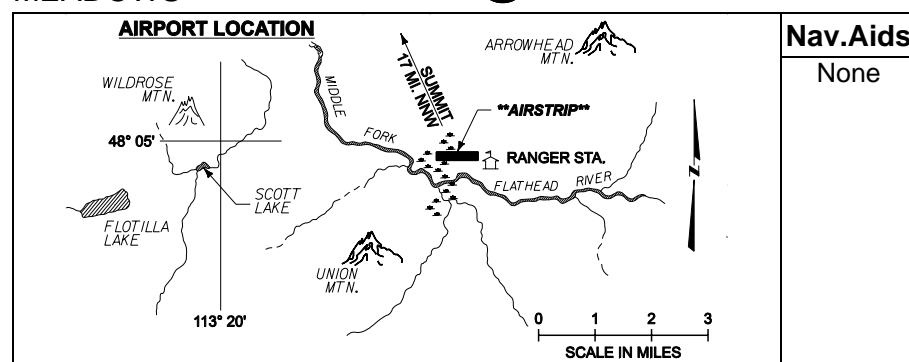 AIRPORT LOCATION
Nav.Aids
None
ARROWHEAD
MTN.
WILDROSE
MTN.
SUMMIT
17 MI. NNW
MIDDLE
FORK
**AIRSTRIP**
48° 05'
RANGER STA.
FLATHEAD RIVER
SCOTT
LAKE
FLOTILLA
LAKE
UNION
MTN.
N
113° 20'
0 1 2 3
SCALE IN MILES